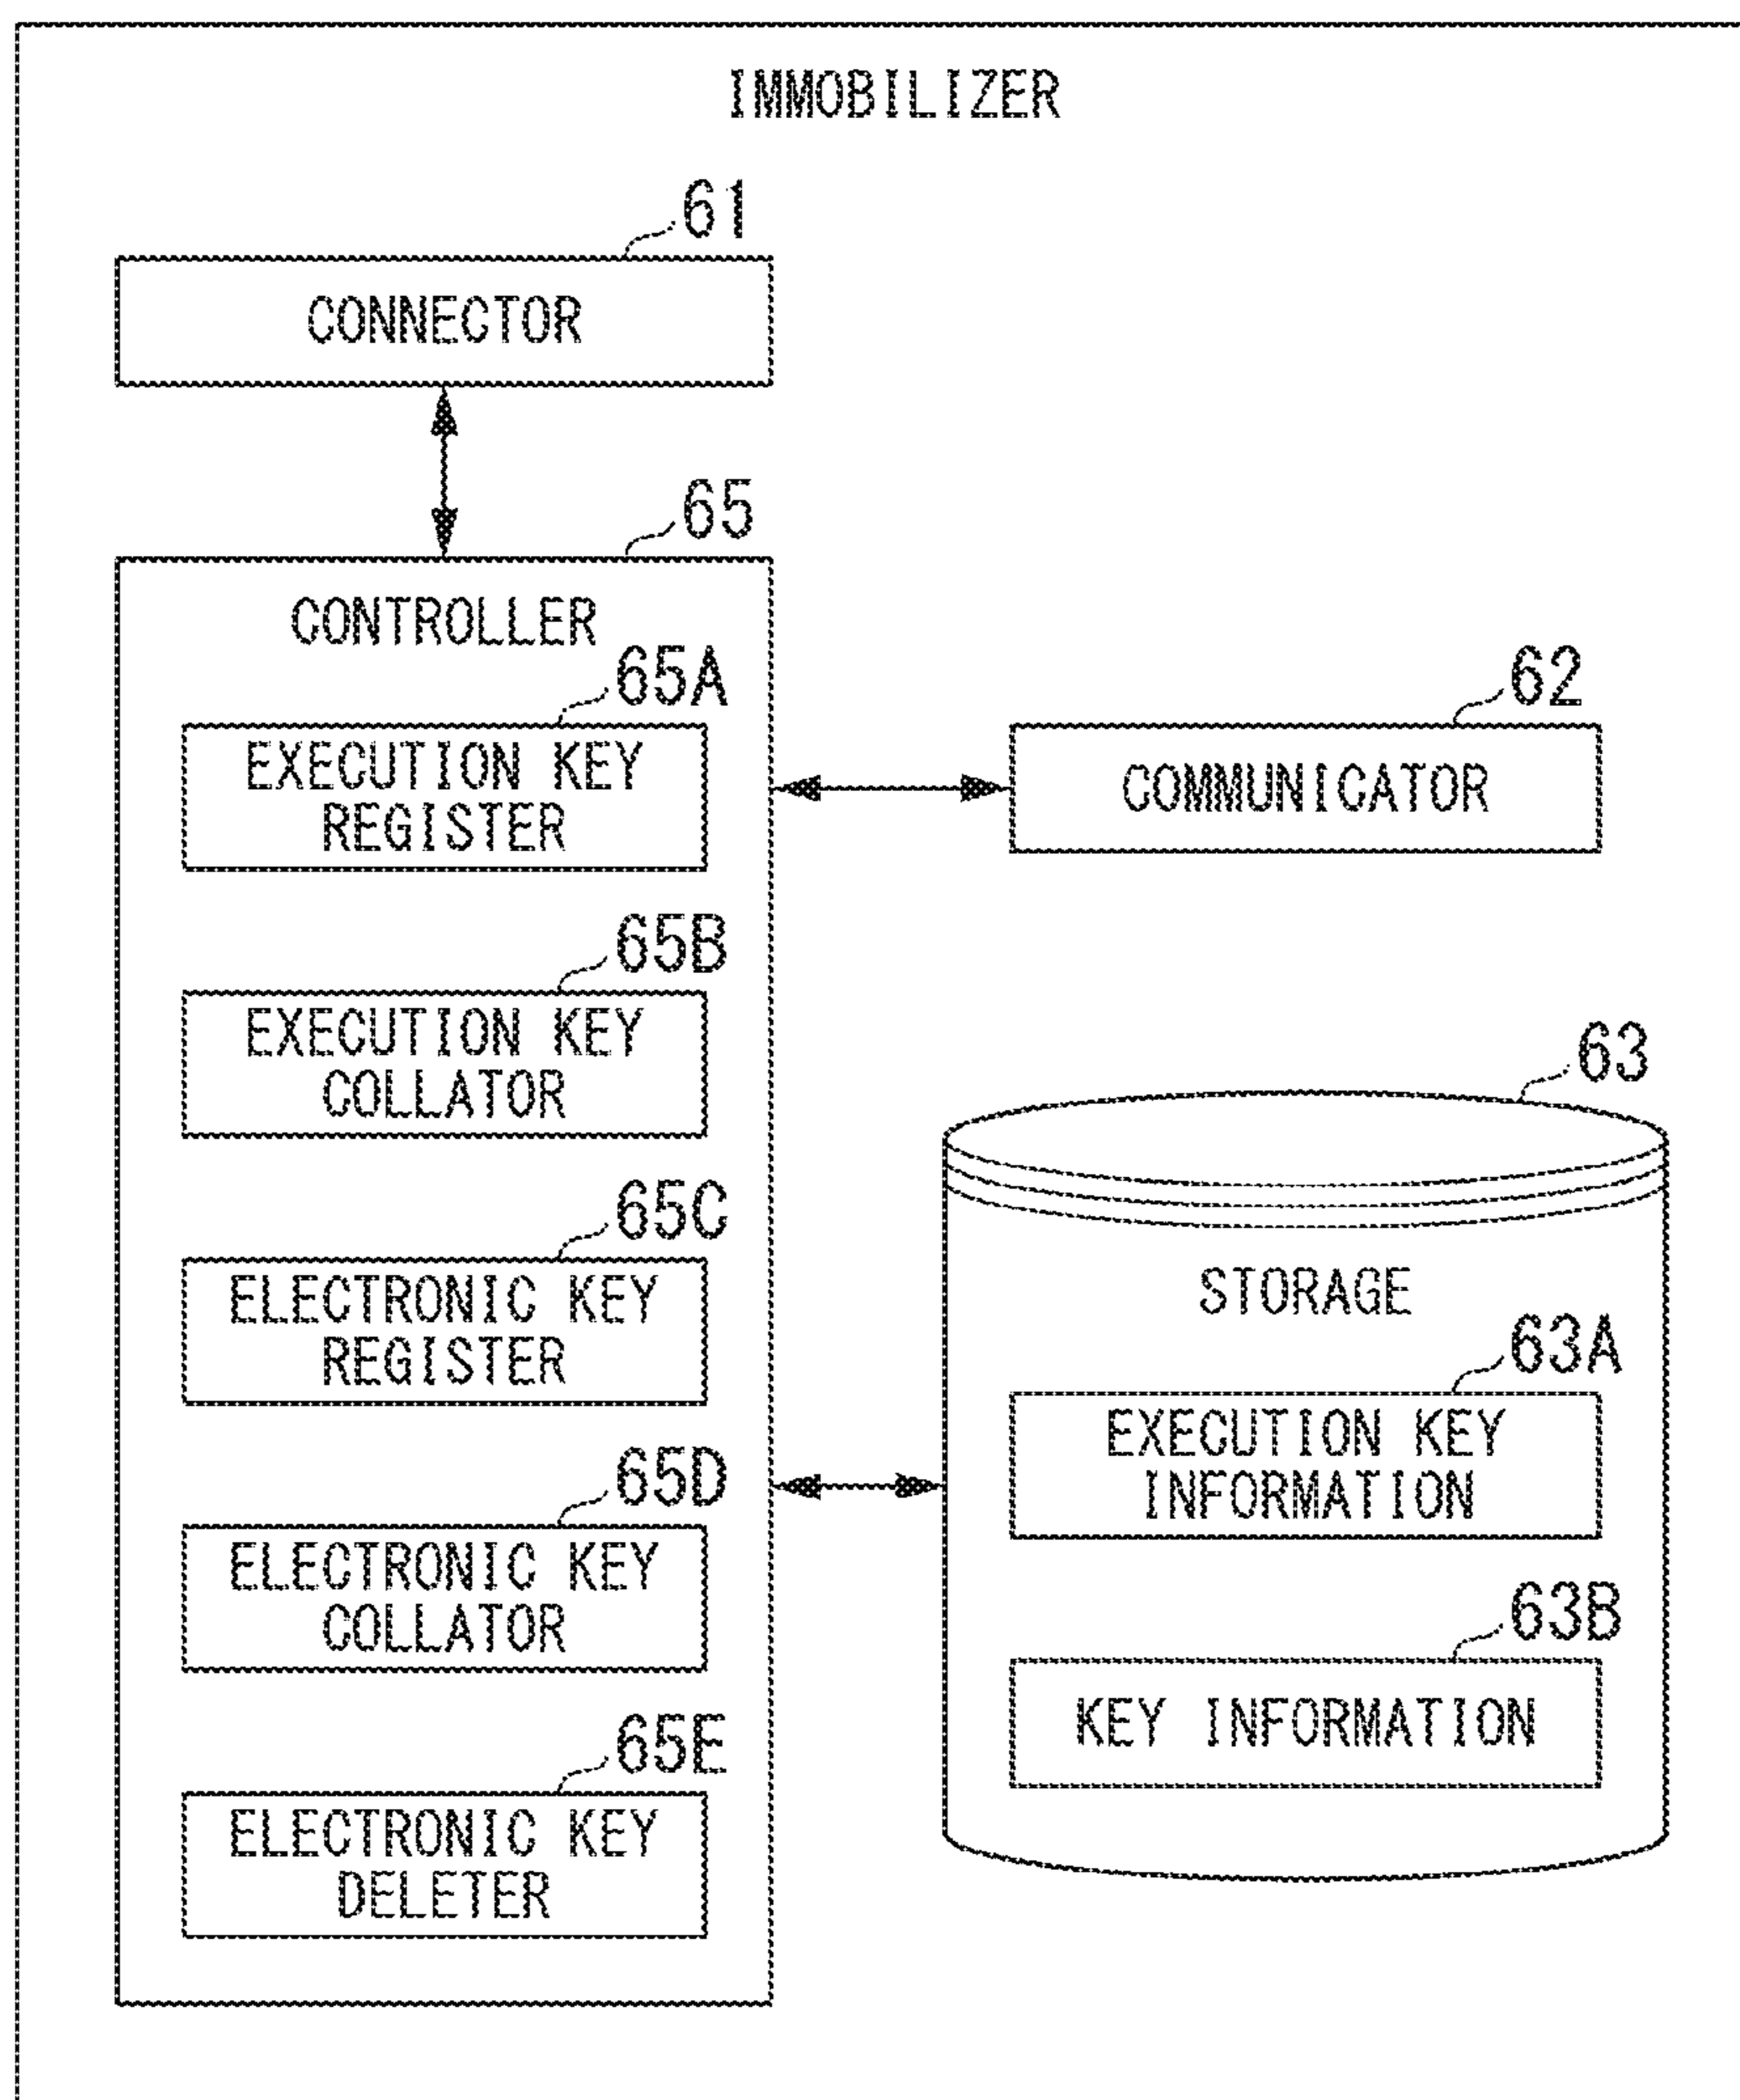 IMMOBILIZER
61
CONNECTOR
65
CONTROLLER
65A
EXECUTION KEY
REGISTER
62
COMMUNICATOR
65B
EXECUTION KEY
COLLATOR
65C
ELECTRONIC KEY
REGISTER
65D
ELECTRONIC KEY
COLLATOR
65E
ELECTRONIC KEY
DELETER
63
STORAGE
63A
EXECUTION KEY
INFORMATION
63B
KEY INFORMATION